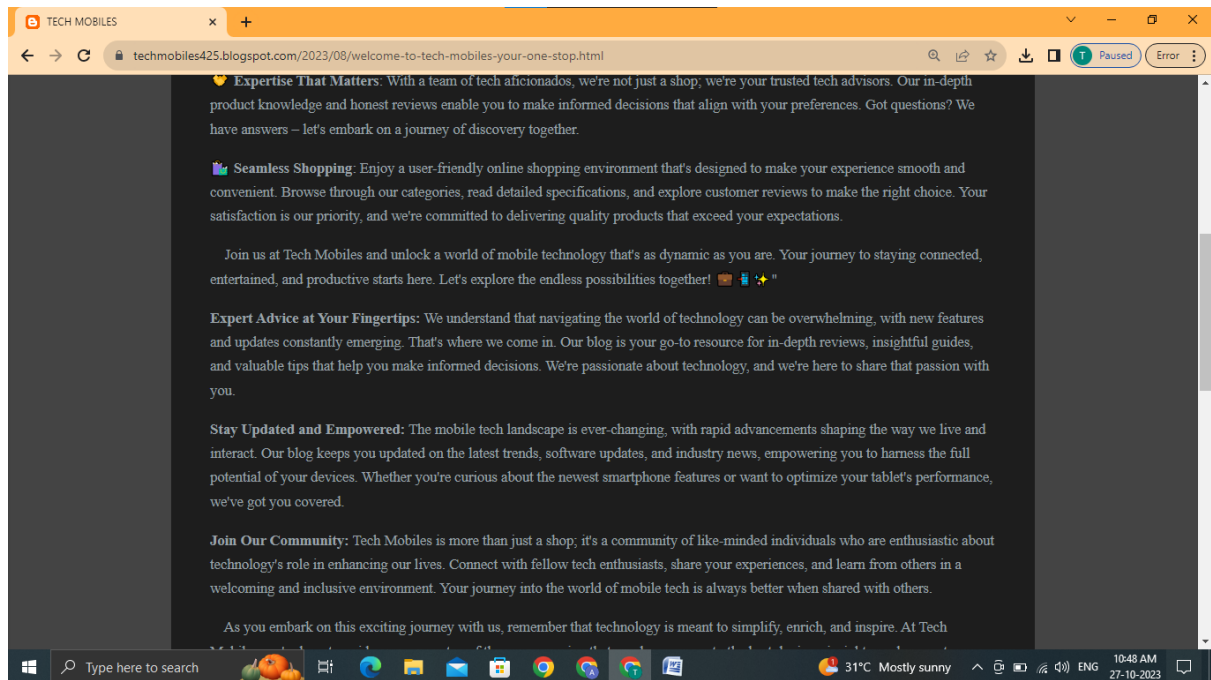 TECH MOBILES
techmobiles425.blogspot.com/2023/08/welcome-to-tech-mobiles-your-one-stop.html
T Paused
Error
Expertise That Matters: With a team of tech aficionados, we're not just a shop; we're your trusted tech advisors. Our in-depth
product knowledge and honest reviews enable you to make informed decisions that align with your preferences. Got questions? We
have answers – let's embark on a journey of discovery together.
Seamless Shopping: Enjoy a user-friendly online shopping environment that's designed to make your experience smooth and
convenient. Browse through our categories, read detailed specifications, and explore customer reviews to make the right choice. Your
satisfaction is our priority, and we're committed to delivering quality products that exceed your expectations.
Join us at Tech Mobiles and unlock a world of mobile technology that's as dynamic as you are. Your journey to staying connected,
entertained, and productive starts here. Let's explore the endless possibilities together! 💼📱✨"
Expert Advice at Your Fingertips: We understand that navigating the world of technology can be overwhelming, with new features
and updates constantly emerging. That's where we come in. Our blog is your go-to resource for in-depth reviews, insightful guides,
and valuable tips that help you make informed decisions. We're passionate about technology, and we're here to share that passion with
you.
Stay Updated and Empowered: The mobile tech landscape is ever-changing, with rapid advancements shaping the way we live and
interact. Our blog keeps you updated on the latest trends, software updates, and industry news, empowering you to harness the full
potential of your devices. Whether you're curious about the newest smartphone features or want to optimize your tablet's performance,
we've got you covered.
Join Our Community: Tech Mobiles is more than just a shop; it's a community of like-minded individuals who are enthusiastic about
technology's role in enhancing our lives. Connect with fellow tech enthusiasts, share your experiences, and learn from others in a
welcoming and inclusive environment. Your journey into the world of mobile tech is always better when shared with others.
As you embark on this exciting journey with us, remember that technology is meant to simplify, enrich, and inspire. At Tech
Type here to search
31°C Mostly sunny
ENG
10:48 AM
27-10-2023